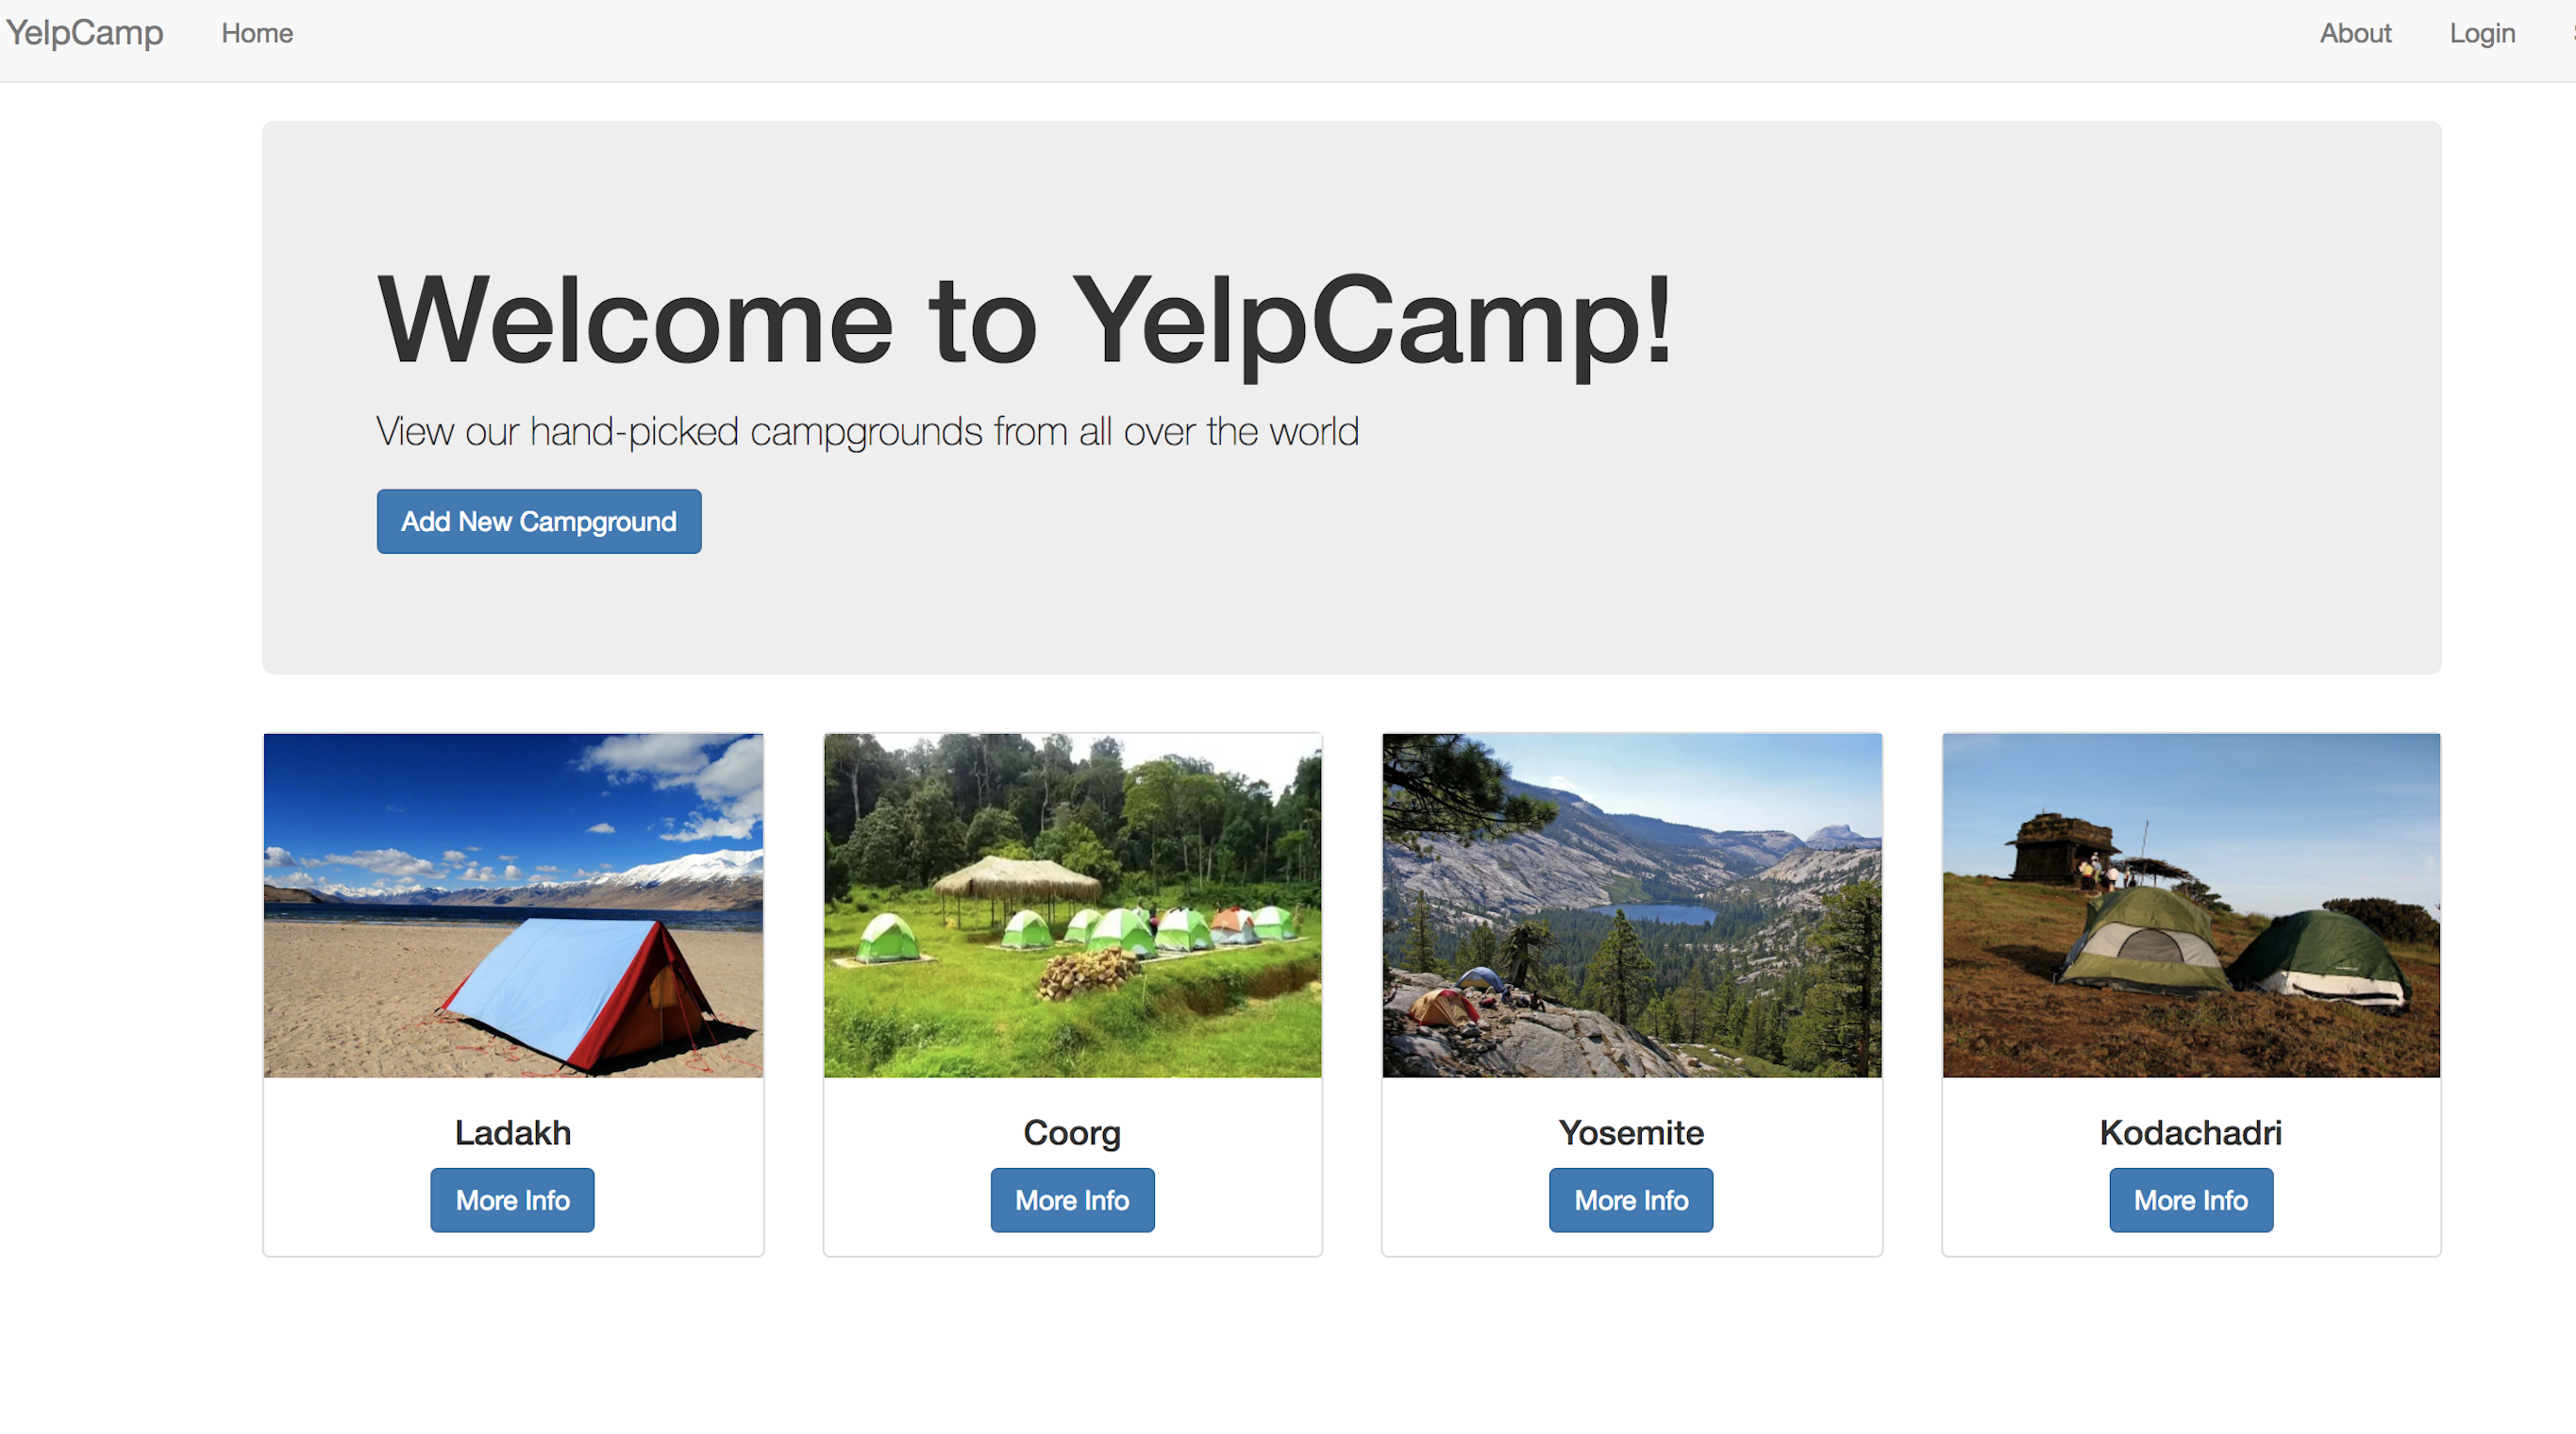 YelpCamp Home About Login
Welcome to YelpCamp!
View our hand-picked campgrounds from all over the world
Add New Campground
Ladakh
More Info
Coorg
More Info
Yosemite
More Info
Kodachadri
More Info